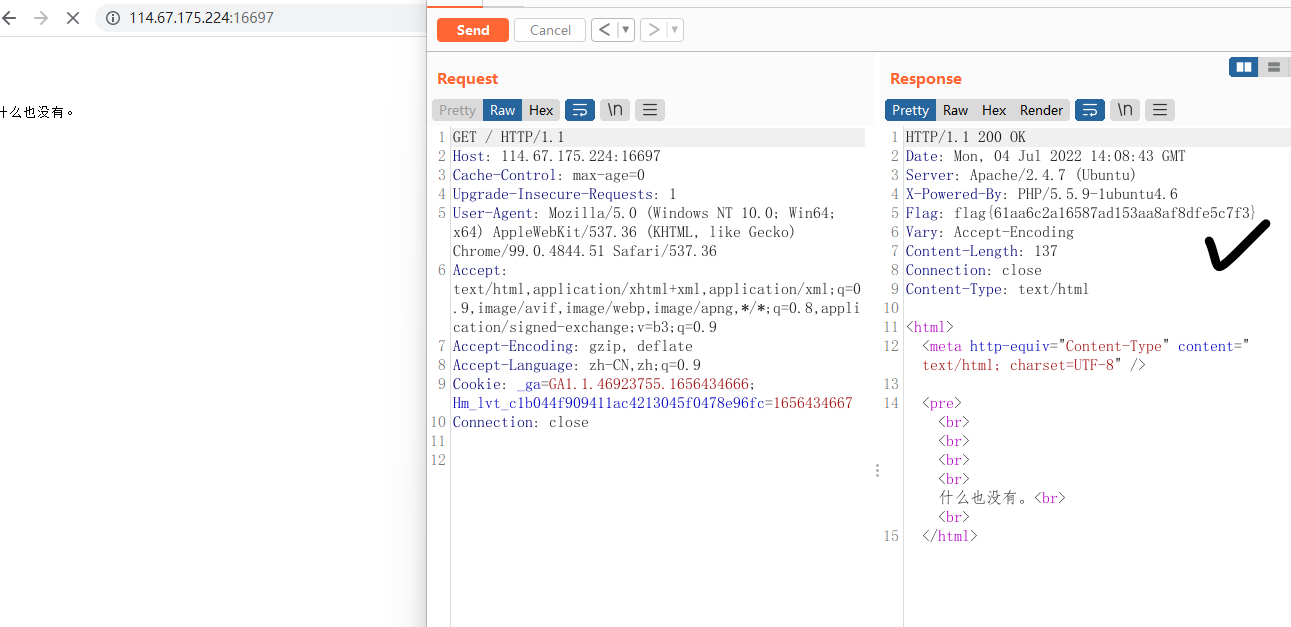 114.67.175.224:16697
什么也没有。
Send
Cancel
Request
Pretty Raw Hex \n
1 GET / HTTP/1.1
2 Host: 114.67.175.224:16697
3 Cache-Control: max-age=0
4 Upgrade-Insecure-Requests: 1
5 User-Agent: Mozilla/5.0 (Windows NT 10.0; Win64;
x64) AppleWebKit/537.36 (KHTML, like Gecko)
Chrome/99.0.4844.51 Safari/537.36
6 Accept:
text/html,application/xhtml+xml,application/xml;q=0
.9,image/avif,image/webp,image/apng,*/*;q=0.8,appli
cation/signed-exchange;v=b3;q=0.9
7 Accept-Encoding: gzip, deflate
8 Accept-Language: zh-CN,zh;q=0.9
9 Cookie: _ga=GA1.1.46923755.1656434666;
Hm_lvt_c1b044f909411ac4213045f0478e96fc=1656434667
10 Connection: close
11
12
Response
Pretty Raw Hex Render \n
1 HTTP/1.1 200 OK
2 Date: Mon, 04 Jul 2022 14:08:43 GMT
3 Server: Apache/2.4.7 (Ubuntu)
4 X-Powered-By: PHP/5.5.9-1ubuntu4.6
5 Flag: flag{61aa6c2a16587ad153aa8af8dfe5c7f3}
6 Vary: Accept-Encoding
7 Content-Length: 137
8 Connection: close
9 Content-Type: text/html
10
11 <html>
12 <meta http-equiv="Content-Type" content="
text/html; charset=UTF-8" />
13
14 <pre>
<br>
<br>
<br>
<br>
什么也没有。<br>
<br>
15 </html>